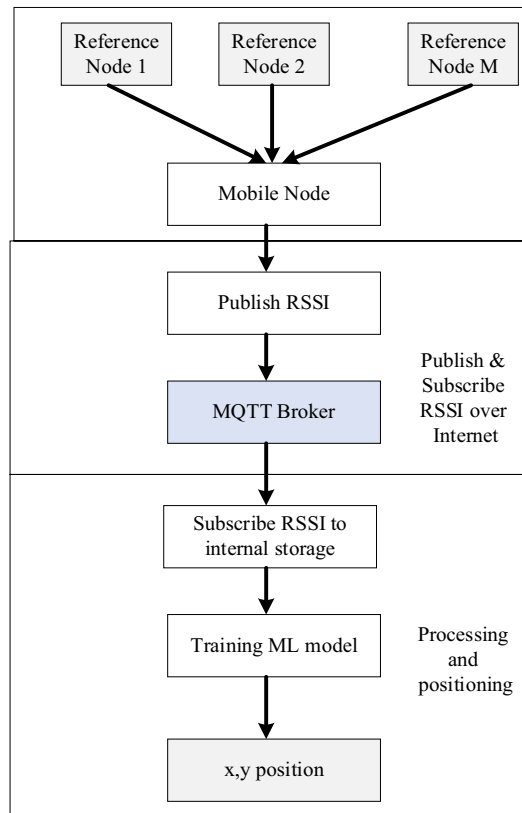 Reference
Node 1
Reference
Node 2
Reference
Node M
Mobile Node
Publish RSSI
MQTT Broker
Publish &
Subscribe
RSSI over
Internet
Subscribe RSSI to
internal storage
Training ML model
Processing
and
positioning
x,y position